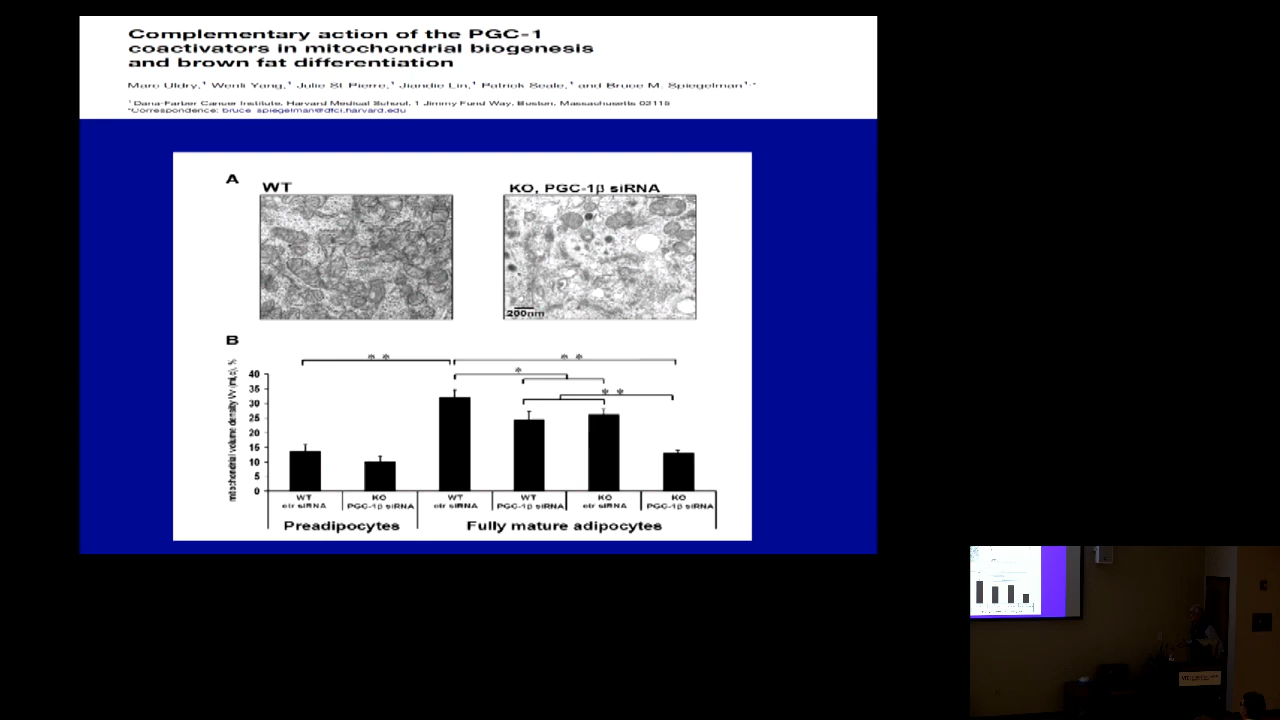 Complementary action of the PGC-1
coactivators in mitochondrial biogenesis
and brown fat differentiation
Marc Uldry,¹ Wenli Yang,¹ Julie St-Pierre,¹ Jiandie Lin,¹ Patrick Seale,¹ and Bruce M. Spiegelman¹,*
¹ Dana-Farber Cancer Institute, Harvard Medical School, 1 Jimmy Fund Way, Boston, Massachusetts 02115
*Correspondence: bruce_spiegelman@dfci.harvard.edu
A
WT
KO, PGC-1β siRNA
200nm
B
mitochondrial volume density Vv (mi,c), %
** **
*
**
40
35
30
25
20
15
10
5
0
WT KO WT WT KO KO
ctr siRNA PGC-1β siRNA ctr siRNA PGC-1β siRNA ctr siRNA PGC-1β siRNA
Preadipocytes Fully mature adipocytes